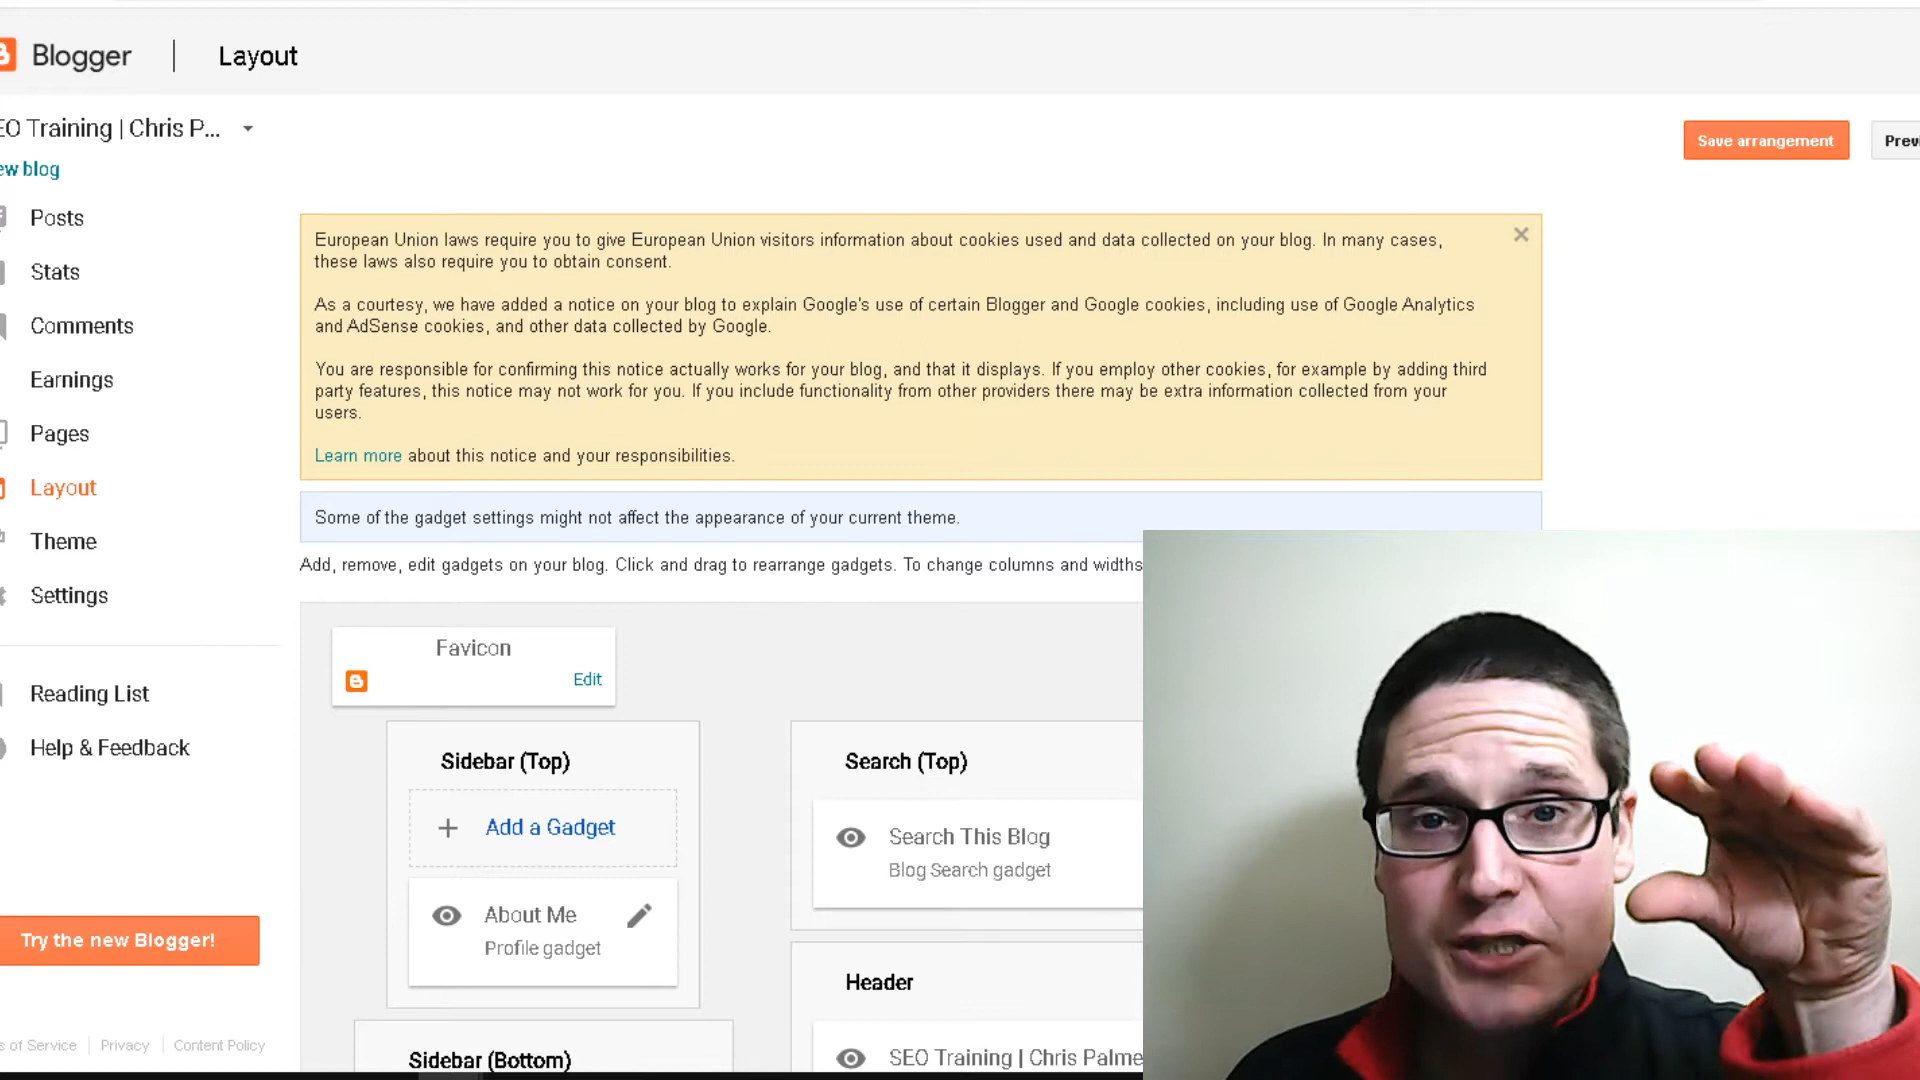 Blogger
Layout
EO Training | Chris P...
ew blog
Save arrangement
Previ
Posts
Stats
Comments
Earnings
Pages
Layout
Theme
Settings
Reading List
Help & Feedback
Try the new Blogger!
s of Service
Privacy
Content Policy
European Union laws require you to give European Union visitors information about cookies used and data collected on your blog. In many cases,
these laws also require you to obtain consent.
As a courtesy, we have added a notice on your blog to explain Google's use of certain Blogger and Google cookies, including use of Google Analytics
and AdSense cookies, and other data collected by Google.
You are responsible for confirming this notice actually works for your blog, and that it displays. If you employ other cookies, for example by adding third
party features, this notice may not work for you. If you include functionality from other providers there may be extra information collected from your
users.
Learn more about this notice and your responsibilities.
Some of the gadget settings might not affect the appearance of your current theme.
Add, remove, edit gadgets on your blog. Click and drag to rearrange gadgets. To change columns and widths
Favicon
Edit
Sidebar (Top)
Add a Gadget
About Me
Profile gadget
Sidebar (Bottom)
Search (Top)
Search This Blog
Blog Search gadget
Header
SEO Training | Chris Palme